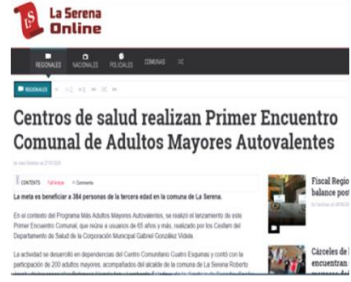 La Serena
Online
REGIONALES NACIONALES POLICIALES COMUNAS
REGIONALES
Centros de salud realizan Primer Encuentro
Comunal de Adultos Mayores Autovalentes
CONTENTS
La meta es beneficiar a 384 personas de la tercera edad en la comuna de La Serena.
En el contexto del Programa Más Adultos Mayores Autovalentes, se realizó el lanzamiento de este
Primer Encuentro Comunal, que reúne a usuarios de 65 años y más, realizado por los Cesfam del
Departamento de Salud de la Corporación Municipal Gabriel González Videla.
La actividad se desarrolló en dependencias del Centro Comunitario Cuatro Esquinas y contó con la
participación de 200 adultos mayores, acompañados del alcalde de la comuna de La Serena Roberto
Fiscal Regio
balance post
Cárceles de
encuentran